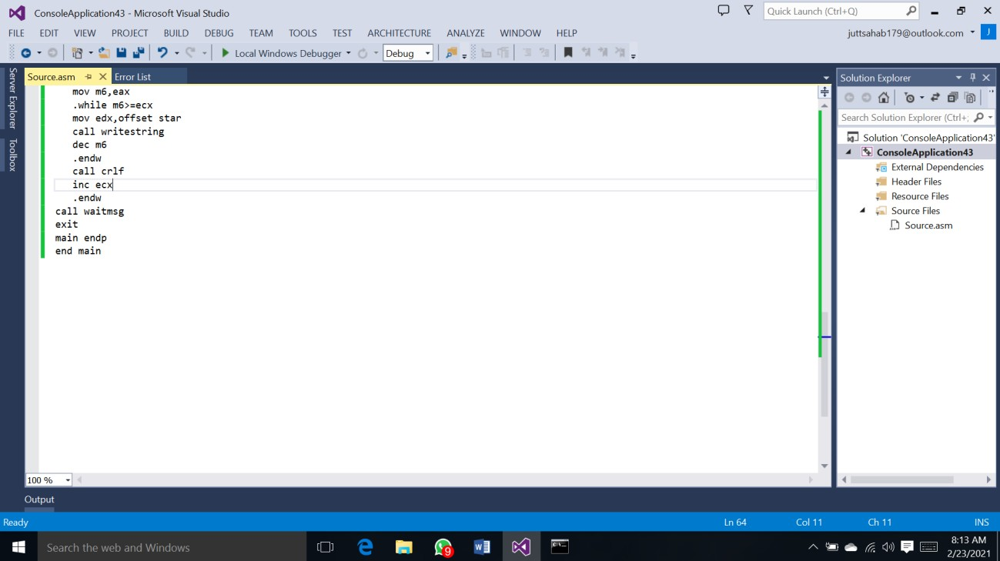 ConsoleApplication43 - Microsoft Visual Studio
Quick Launch (Ctrl+Q)
FILE EDIT VIEW PROJECT BUILD DEBUG TEAM TOOLS TEST ARCHITECTURE ANALYZE WINDOW HELP
juttsahab179@outlook.com J
Local Windows Debugger Debug
Server Explorer
Toolbox
Source.asm Error List
mov m6,eax
.while m6>=ecx
mov edx,offset star
call writestring
dec m6
.endw
call crlf
inc ecx
.endw
call waitmsg
exit
main endp
end main
100 %
Solution Explorer
Search Solution Explorer (Ctrl+;
Solution 'ConsoleApplication43'
ConsoleApplication43
External Dependencies
Header Files
Resource Files
Source Files
Source.asm
Output
Ready Ln 64 Col 11 Ch 11 INS
Search the web and Windows
9
8:13 AM
2/23/2021